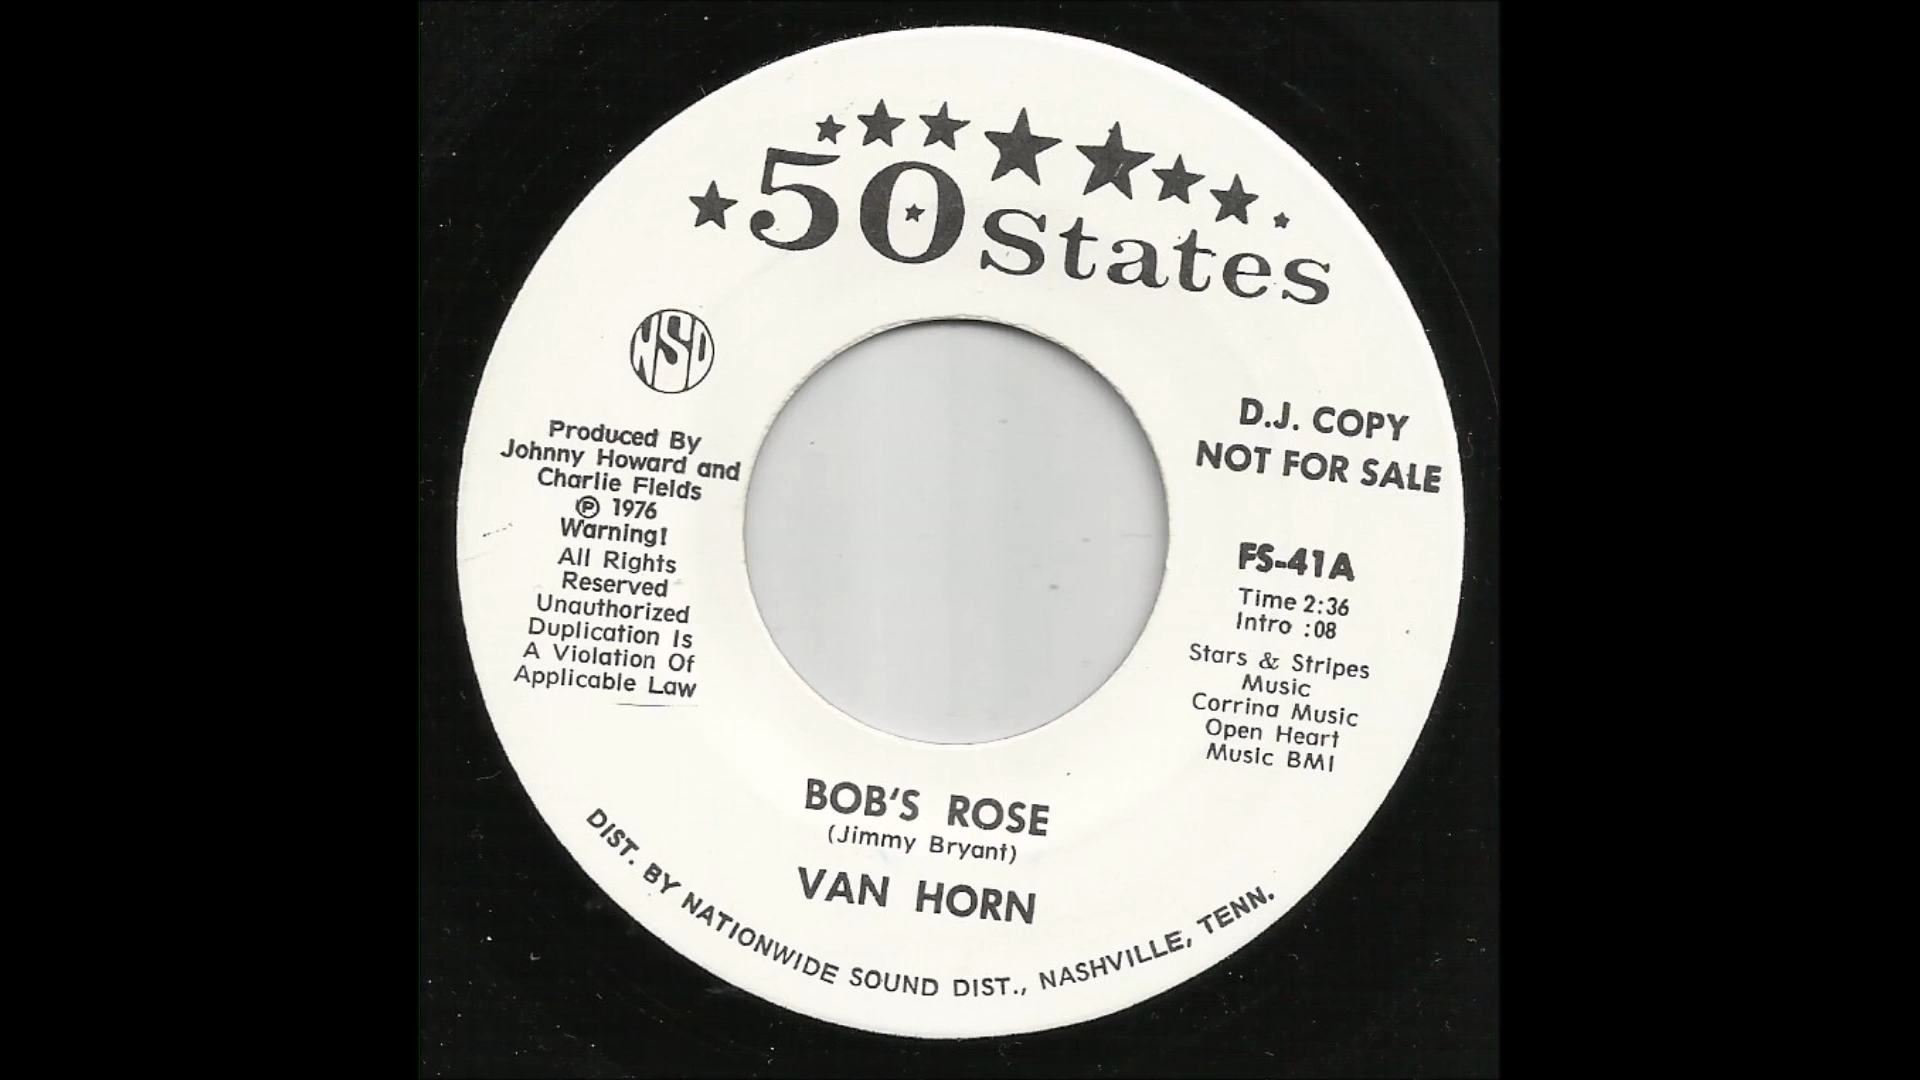 50 States
NSD
Produced By
Johnny Howard and
Charlie Fields
℗ 1976
Warning!
All Rights
Reserved
Unauthorized
Duplication Is
A Violation Of
Applicable Law
D.J. COPY
NOT FOR SALE
FS-41A
Time 2:36
Intro :08
Stars & Stripes
Music
Corrina Music
Open Heart
Music BMI
BOB'S ROSE
(Jimmy Bryant)
VAN HORN
DIST. BY NATIONWIDE SOUND DIST., NASHVILLE, TENN.